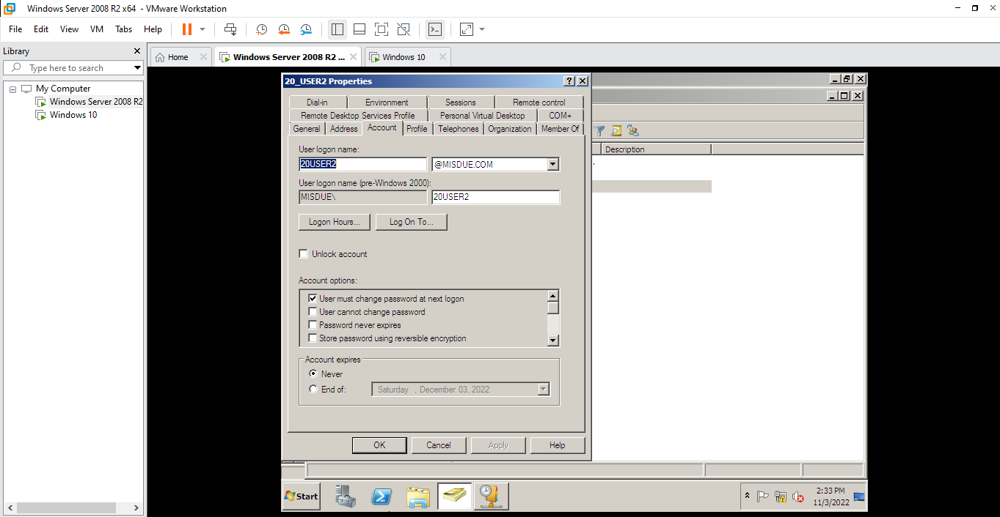 Windows Server 2008 R2 x64 - VMware Workstation
File Edit View VM Tabs Help
Library
Type here to search
My Computer
Windows Server 2008 R2
Windows 10
Home
Windows Server 2008 R2 ...
Windows 10
20_USER2 Properties
Dial-in Environment Sessions Remote control
Remote Desktop Services Profile Personal Virtual Desktop COM+
General Address Account Profile Telephones Organization Member Of
User logon name:
20USER2 @MISDUE.COM
User logon name (pre-Windows 2000):
MISDUE\ 20USER2
Logon Hours... Log On To...
Unlock account
Account options:
User must change password at next logon
User cannot change password
Password never expires
Store password using reversible encryption
Account expires
Never
End of: Saturday , December 03, 2022
OK Cancel Apply Help
Description
Start
2:33 PM
11/3/2022